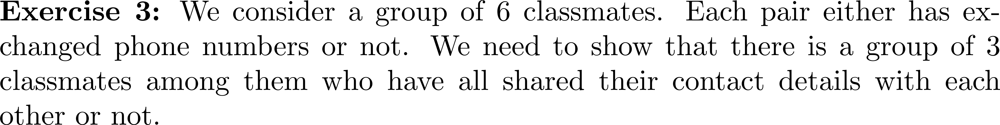 Exercise 3: We consider a group of 6 classmates. Each pair either has ex-
changed phone numbers or not. We need to show that there is a group of 3
classmates among them who have all shared their contact details with each
other or not.